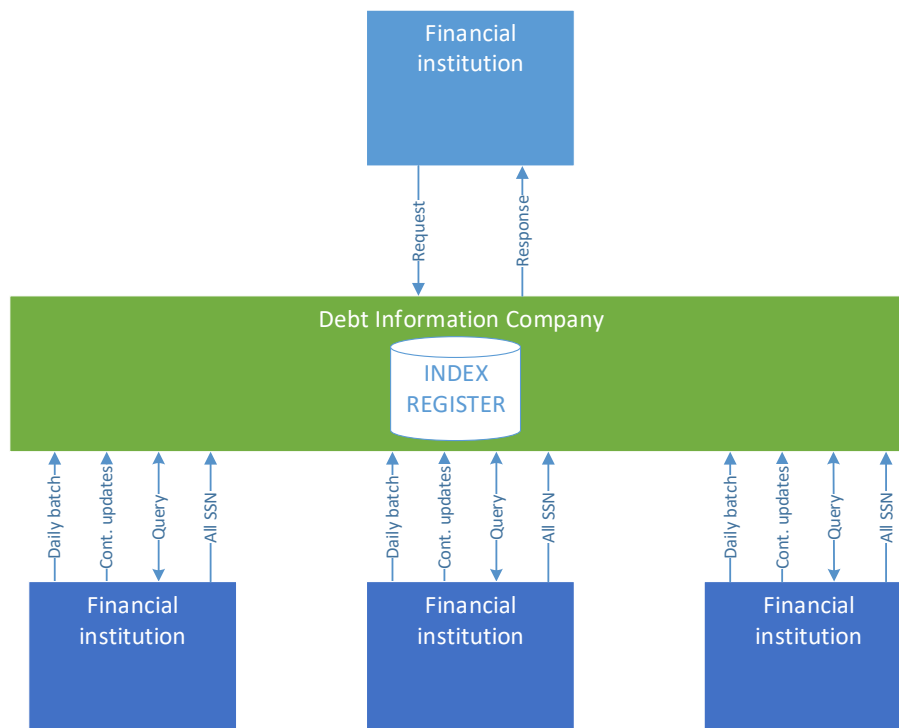 Financial
institution
Request
Response
Debt Information Company
INDEX
REGISTER
Daily batch
Cont. updates
Query
All SSN
Daily batch
Cont. updates
Query
All SSN
Daily batch
Cont. updates
Query
All SSN
Financial
institution
Financial
institution
Financial
institution